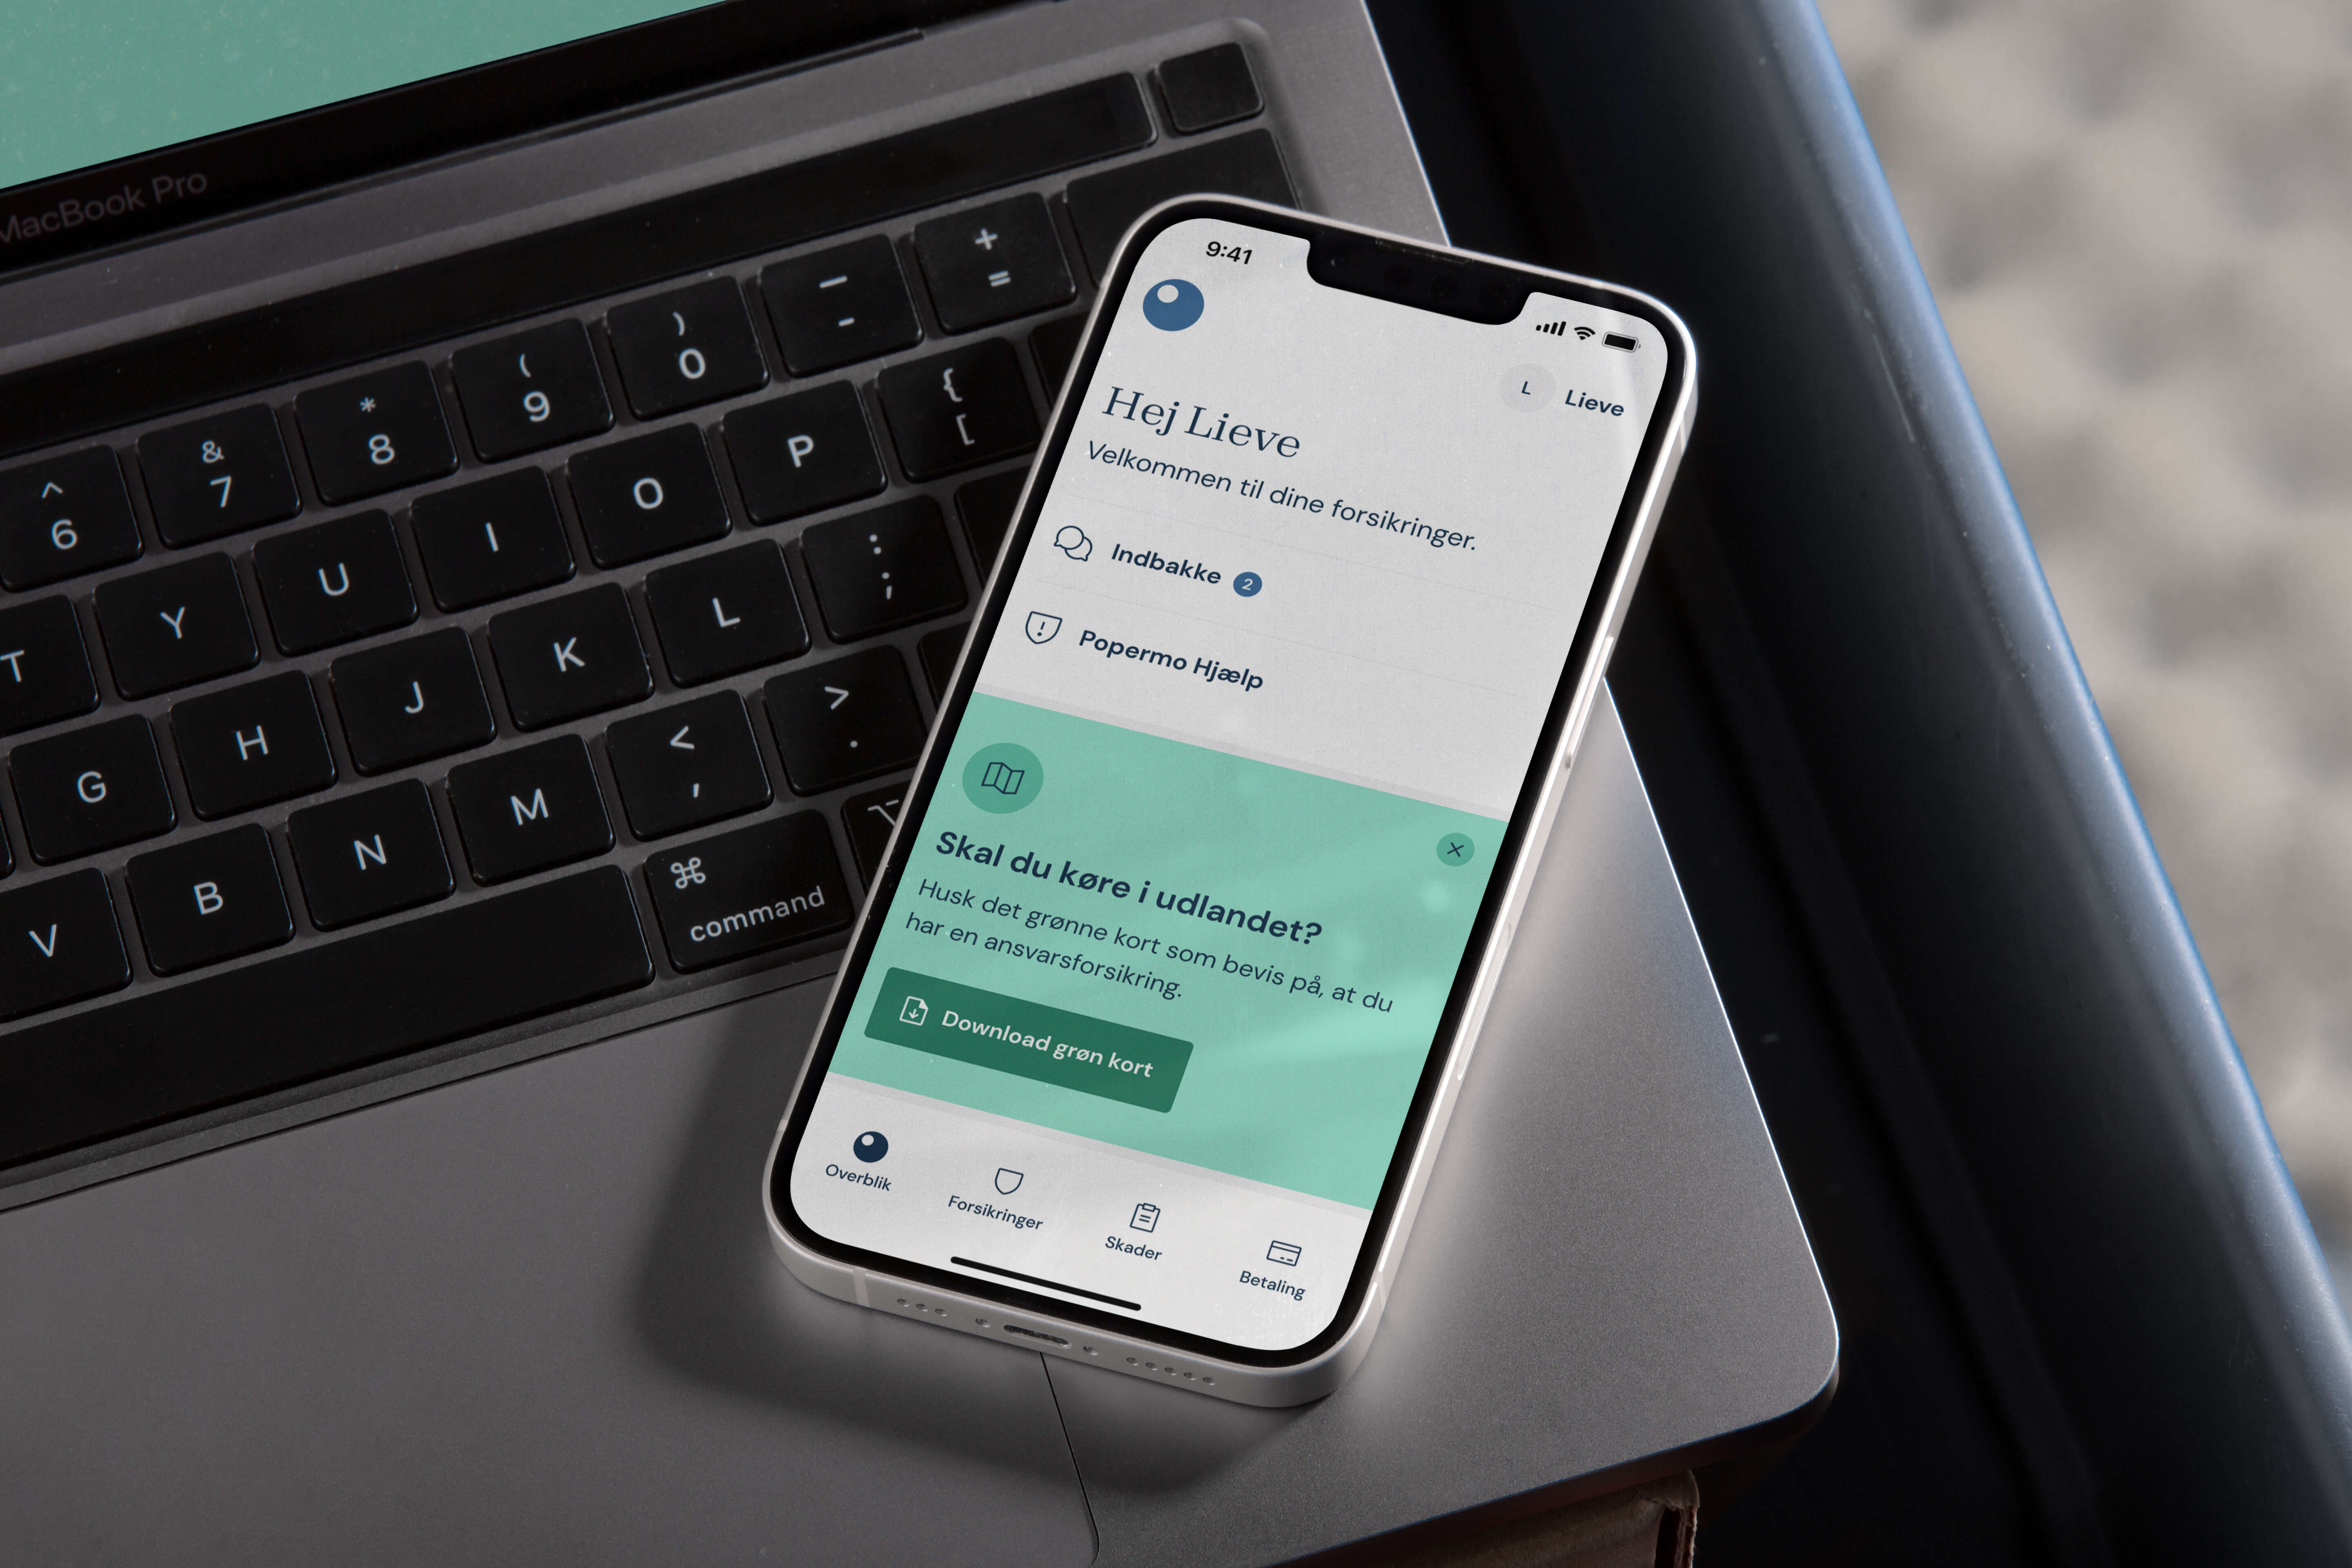 MacBook Pro
+
=
_
-
)
0
(
9
*
8
&
7
^
6
{
[
P
O
I
U
Y
T
:
;
L
K
J
H
G
>
.
<
,
M
N
B
V
⌘
command
⌥
9:41
L Lieve
Hej Lieve
Velkommen til dine forsikringer.
Indbakke 2
Popermo Hjælp
Skal du køre i udlandet?
Husk det grønne kort som bevis på, at du
har en ansvarsforsikring.
Download grøn kort
Overblik
Forsikringer
Skader
Betaling